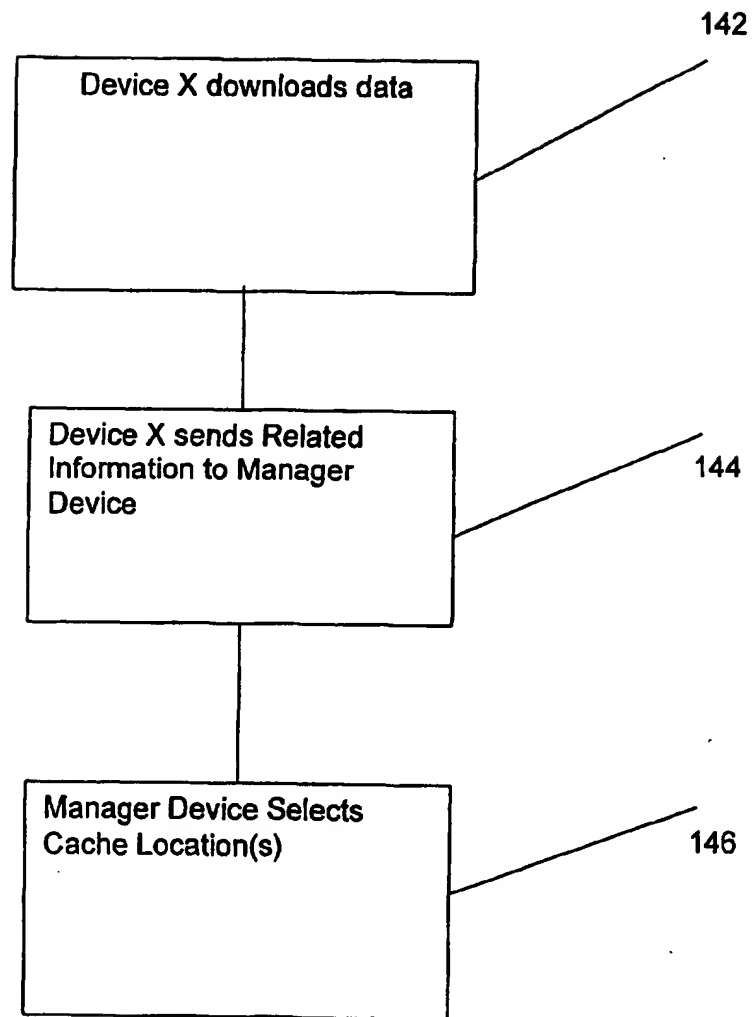 142
Device X downloads data
Device X sends Related
Information to Manager
Device
144
Manager Device Selects
Cache Location(s)
146